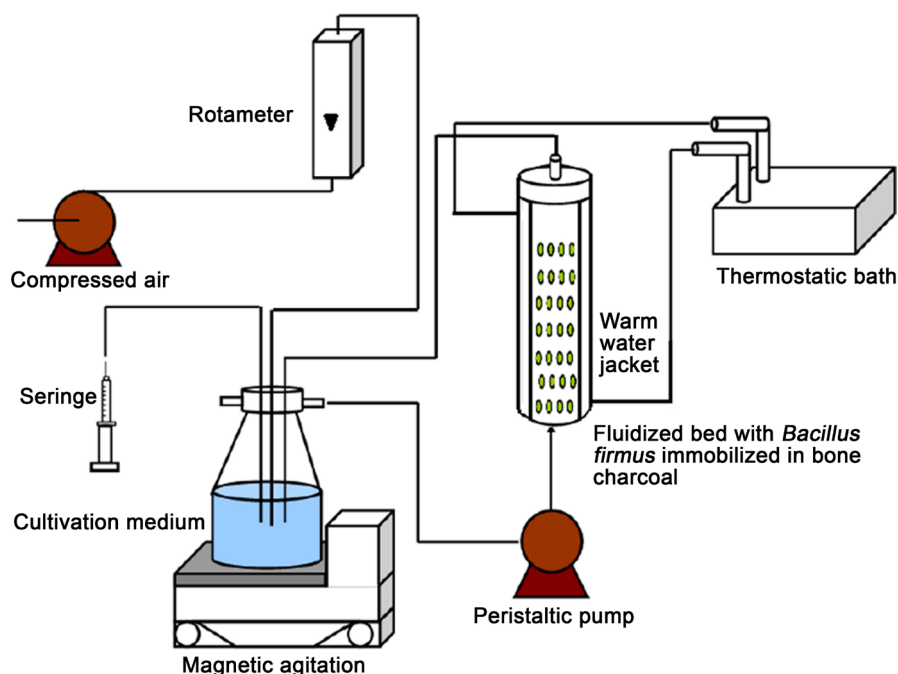 Rotameter
Compressed air
Thermostatic bath
Warm
water
jacket
Seringe
Fluidized bed with Bacillus
firmus immobilized in bone
charcoal
Cultivation medium
Peristaltic pump
Magnetic agitation